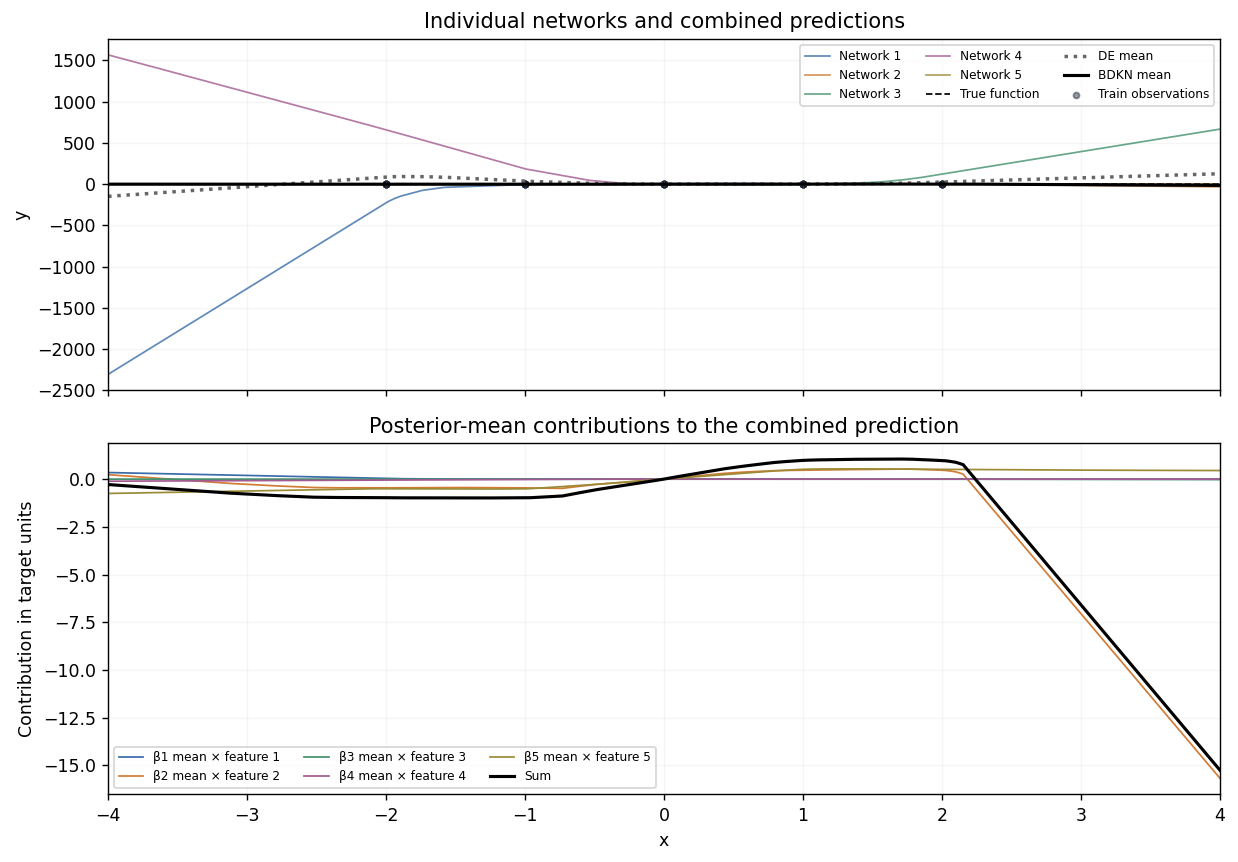 Individual networks and combined predictions
1500
1000
500
0
−500
−1000
−1500
−2000
−2500
y
Network 1 Network 4 DE mean
Network 2 Network 5 BDKN mean
Network 3 True function Train observations
Posterior-mean contributions to the combined prediction
0.0
−2.5
−5.0
−7.5
−10.0
−12.5
−15.0
Contribution in target units
β1 mean × feature 1 β3 mean × feature 3 β5 mean × feature 5
β2 mean × feature 2 β4 mean × feature 4 Sum
−4 −3 −2 −1 0 1 2 3 4
x